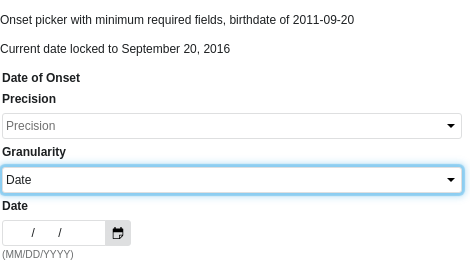 Onset picker with minimum required fields, birthdate of 2011-09-20
Current date locked to September 20, 2016
Date of Onset
Precision
Precision
Granularity
Date
Date
/ /
(MM/DD/YYYY)